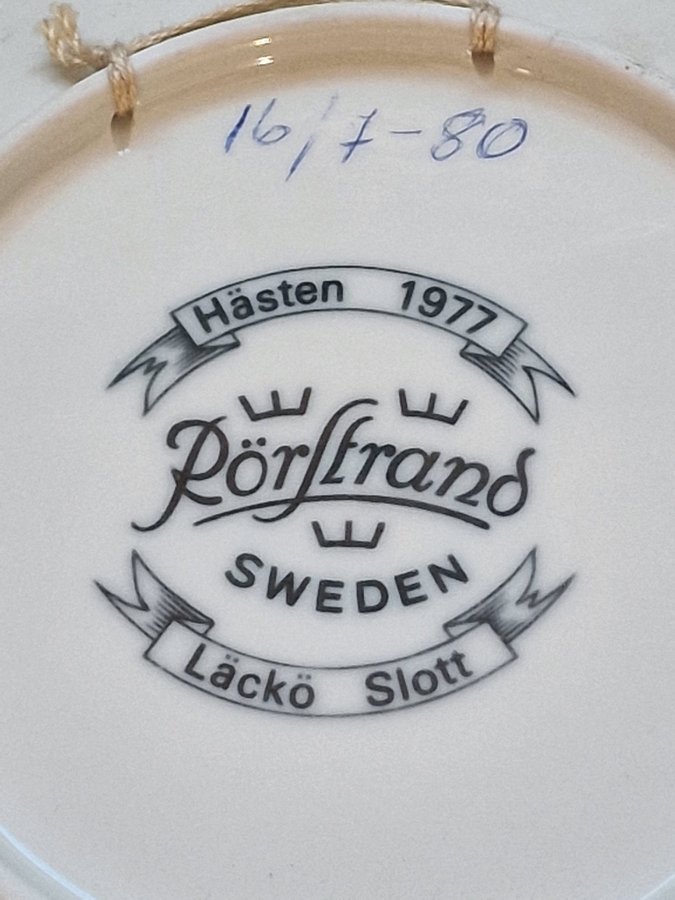 16/7-80
Hästen 1977
Rörstrand
SWEDEN
Läckö Slott